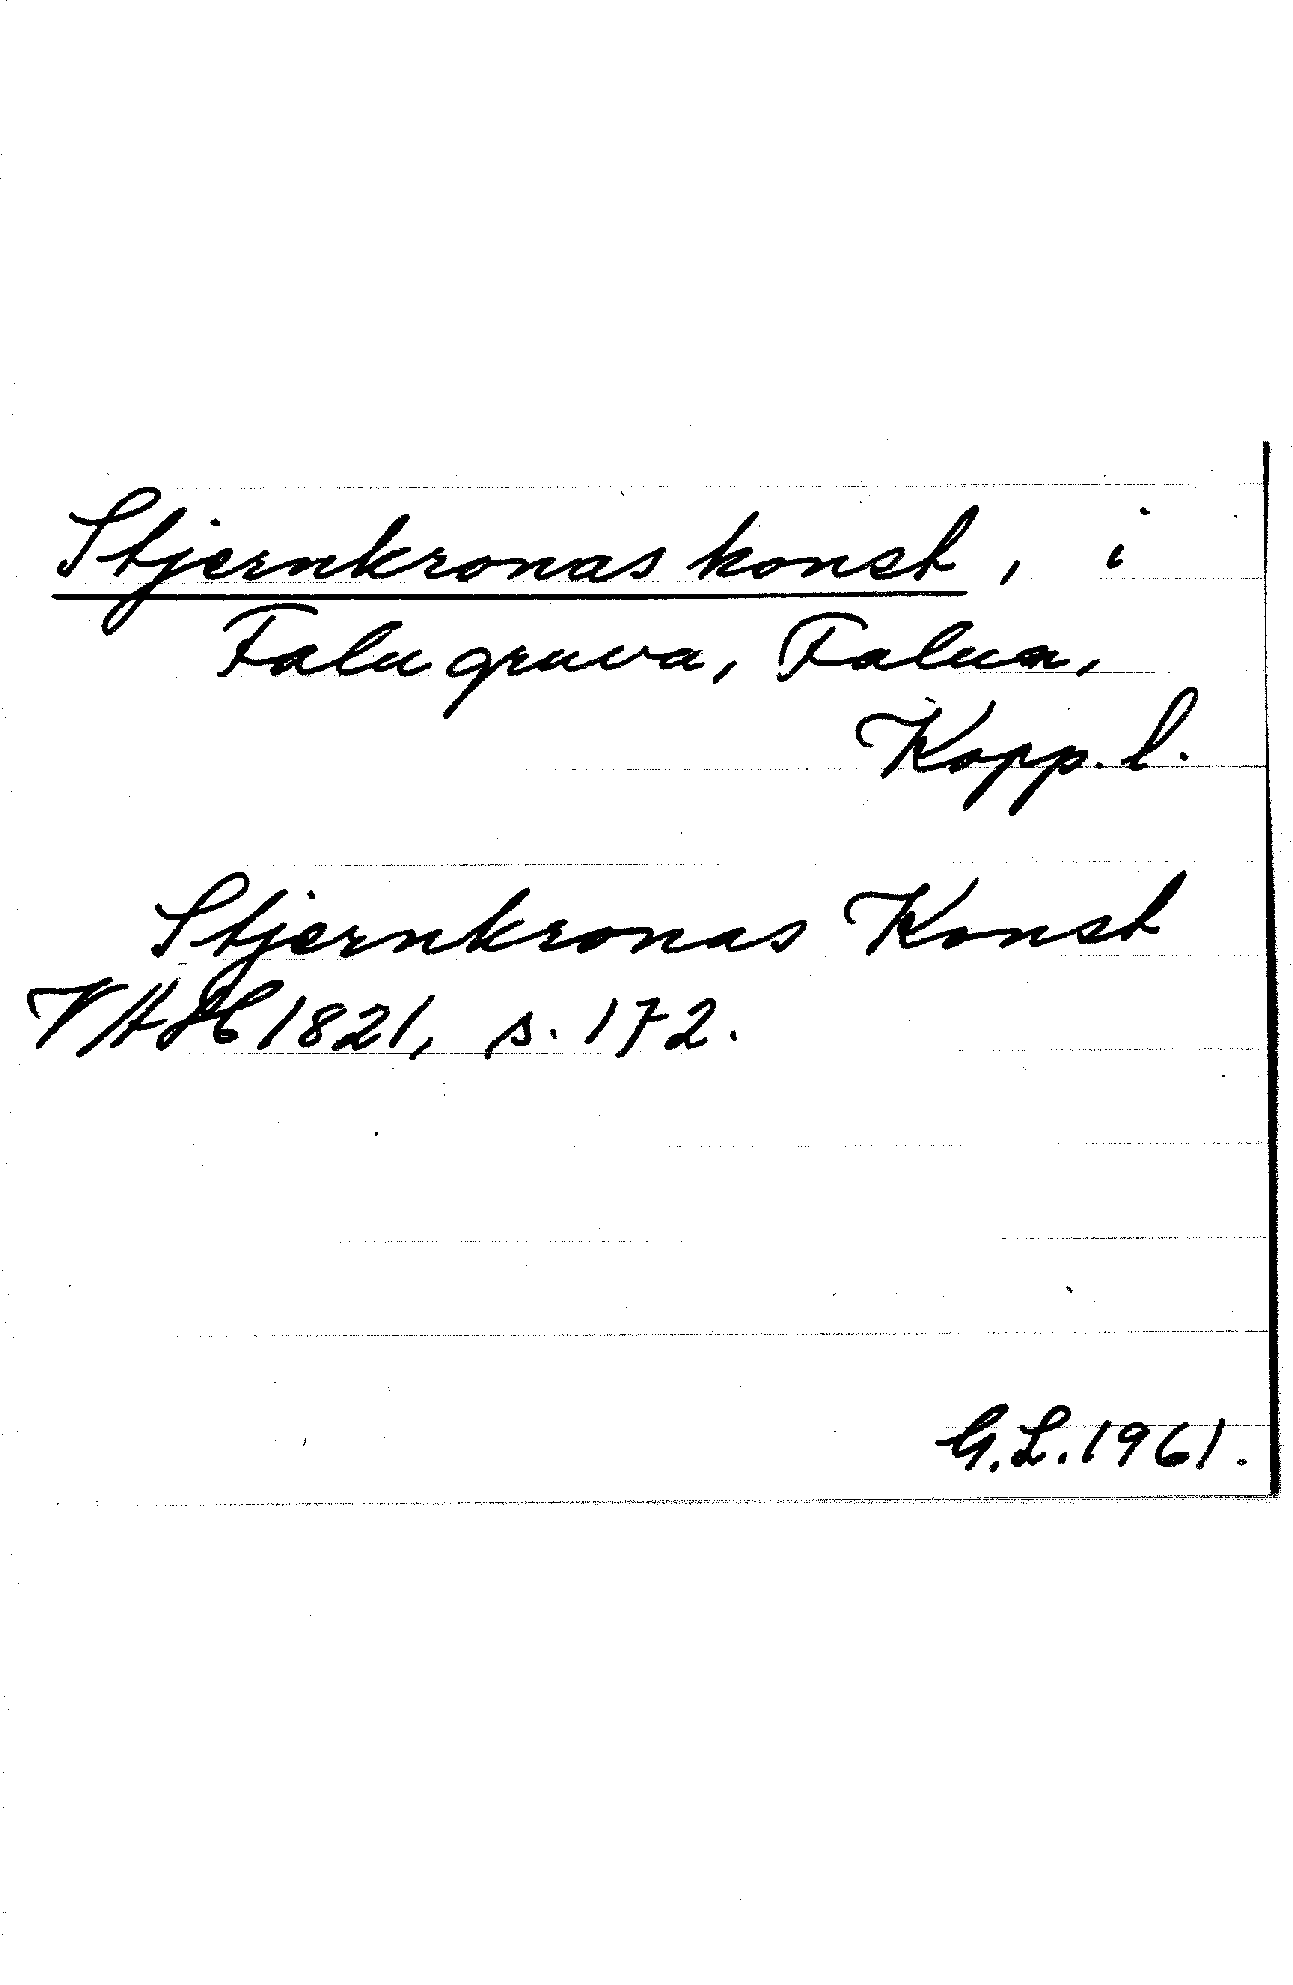 Stjernkronas konst, i
Falu gruva, Falun,
Kopp. l.
Stjernkronas Konst
VAH 1821, s. 172.
G.L. 1961.